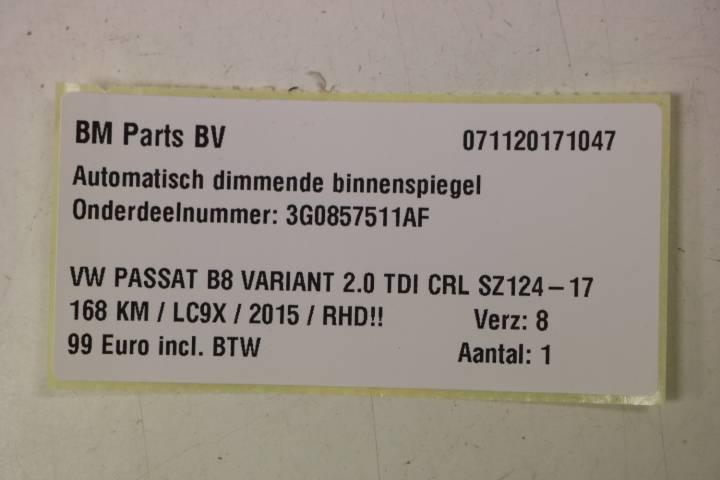 BM Parts BV 071120171047
Automatisch dimmende binnenspiegel
Onderdeelnummer: 3G0857511AF
VW PASSAT B8 VARIANT 2.0 TDI CRL SZ124-17
168 KM / LC9X / 2015 / RHD!! Verz: 8
99 Euro incl. BTW Aantal: 1